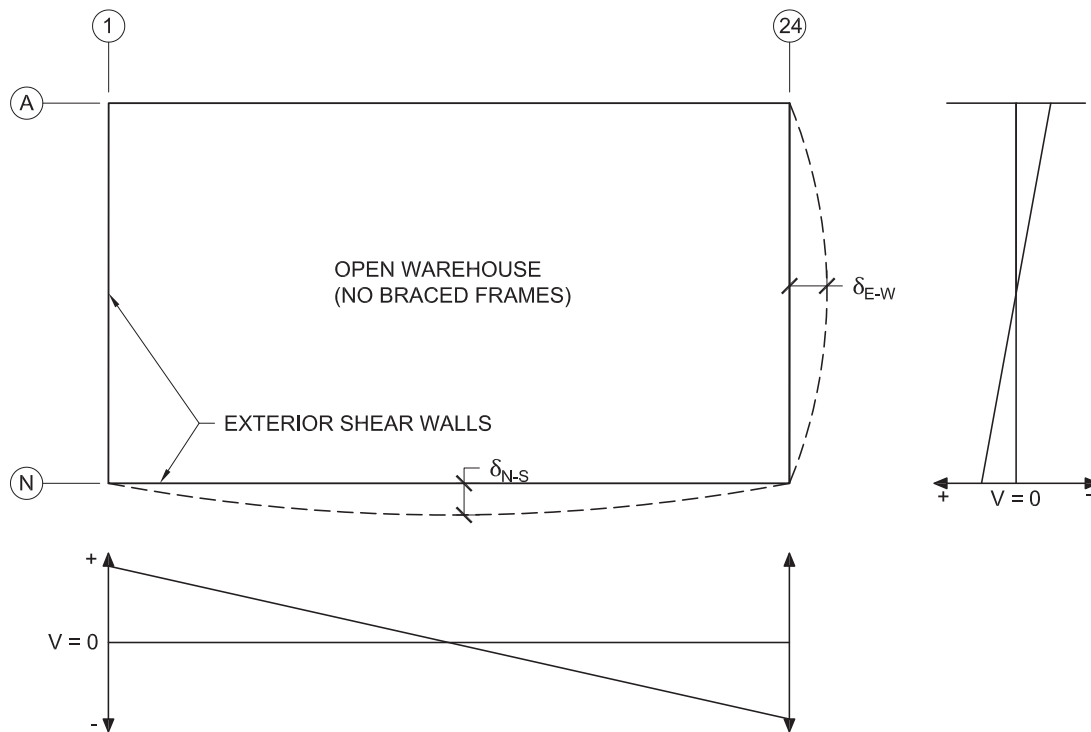 1
24
A
OPEN WAREHOUSE
(NO BRACED FRAMES)
δE-W
EXTERIOR SHEAR WALLS
δN-S
N
+
V = 0
-
+
V = 0
-